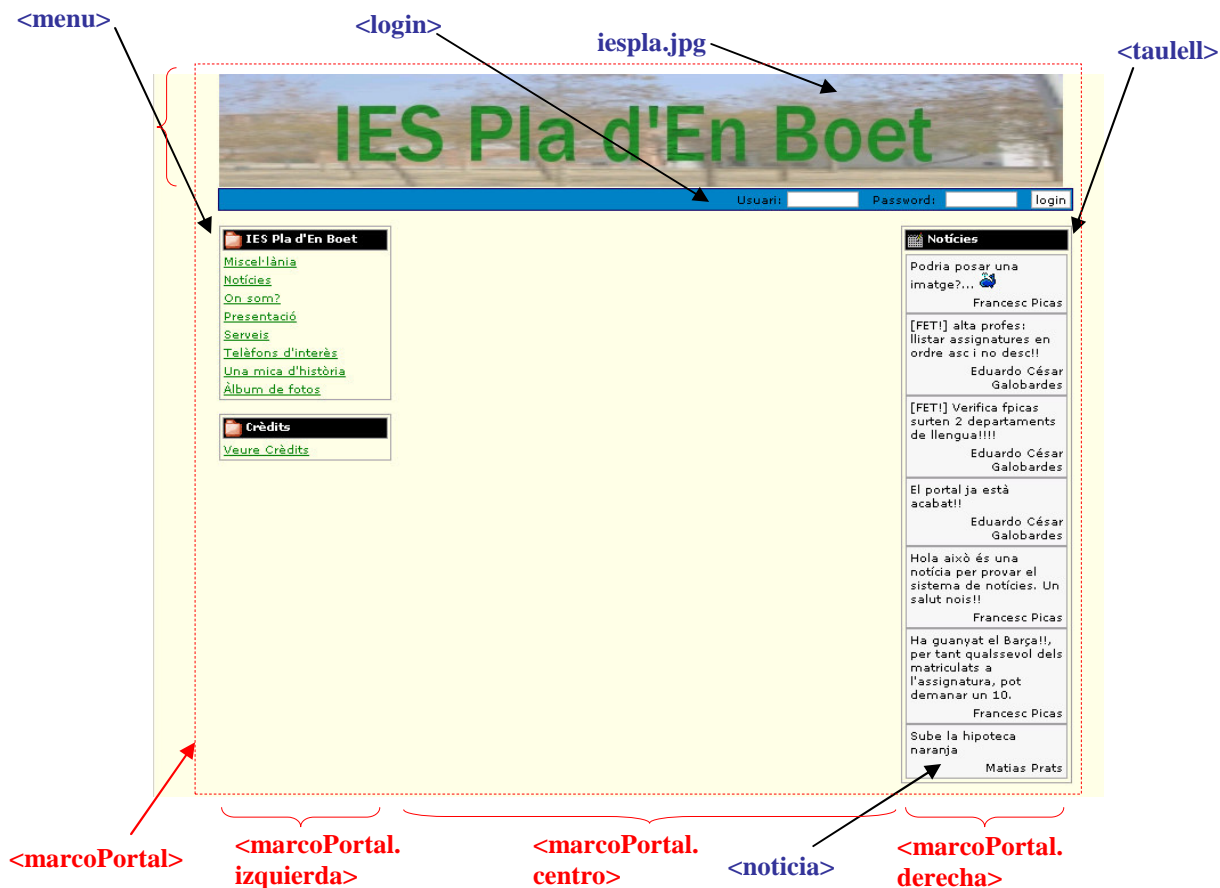 <menu>
<login>
iespla.jpg
<taulell>
IES Pla d'En Boet
Usuari:
Password:
login
IES Pla d'En Boet
Miscel·lània
Notícies
On som?
Presentació
Serveis
Telèfons d'interès
Una mica d'història
Àlbum de fotos
Crèdits
Veure Crèdits
Notícies
Podria posar una
imatge?...
Francesc Picas
[FET!] alta profes:
llistar assignatures en
ordre asc i no desc!!
Eduardo César
Galobardes
[FET!] Verifica fpicas
surten 2 departaments
de llengua!!!!
Eduardo César
Galobardes
El portal ja està
acabat!!
Eduardo César
Galobardes
Hola això és una
notícia per provar el
sistema de notícies. Un
salut nois!!
Francesc Picas
Ha guanyat el Barça!!,
per tant qualssevol dels
matriculats a
l'assignatura, pot
demanar un 10.
Francesc Picas
Sube la hipoteca
naranja
Matias Prats
<marcoPortal>
<marcoPortal.
izquierda>
<marcoPortal.
centro>
<noticia>
<marcoPortal.
derecha>